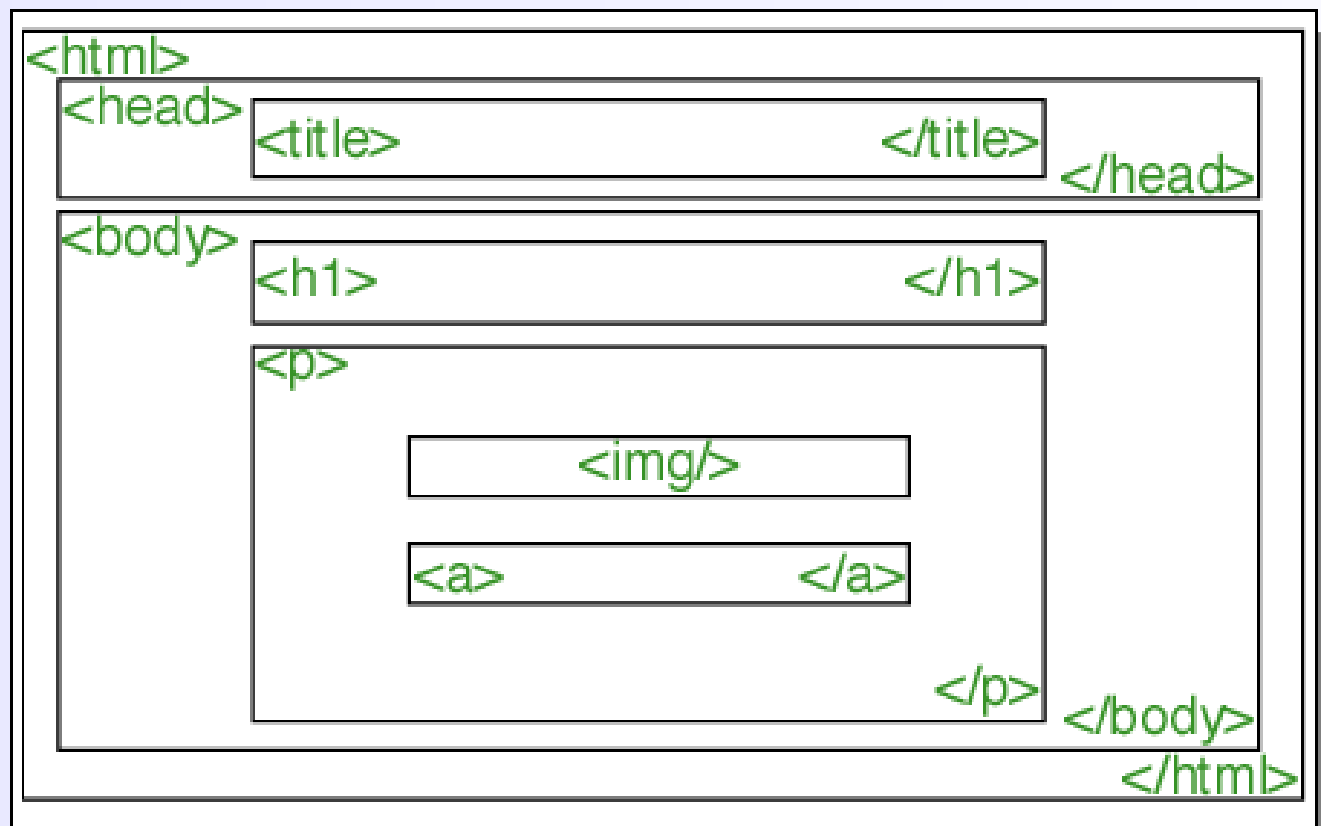 <html>
<head>
<title> </title>
</head>
<body>
<h1> </h1>
<p>
<img/>
<a> </a>
</p>
</body>
</html>